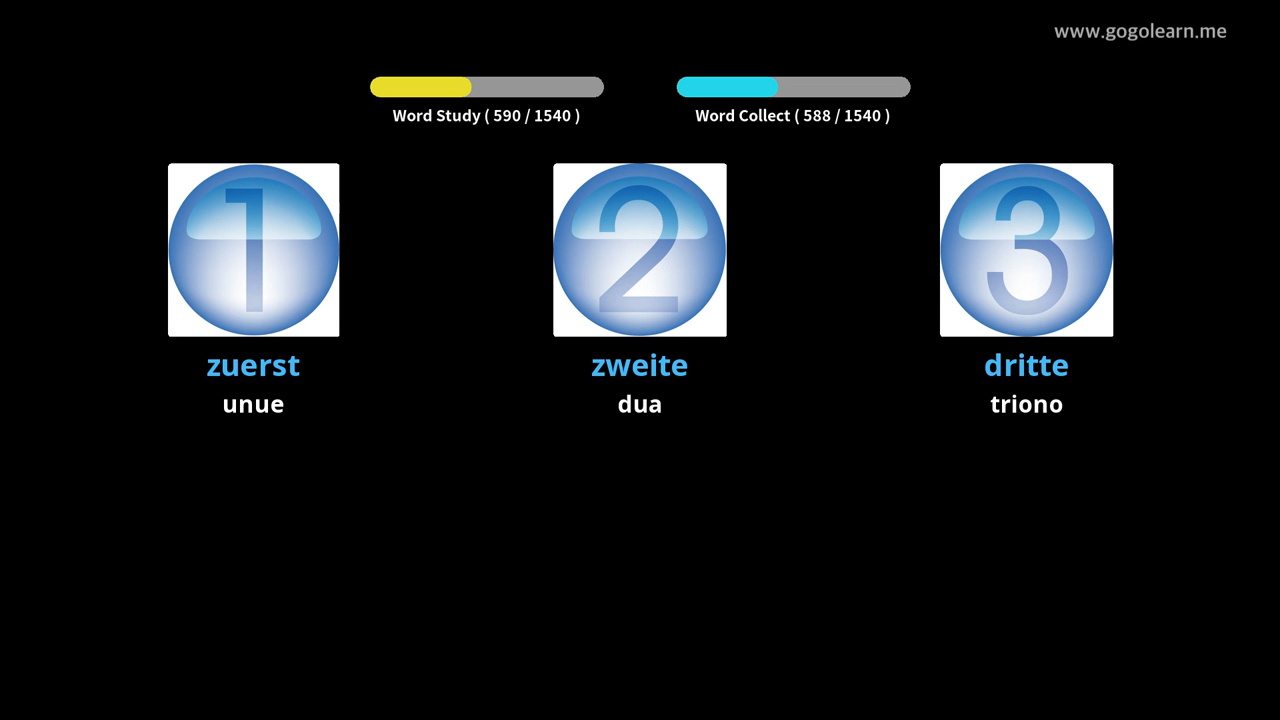 www.gogolearn.me
Word Study ( 590 / 1540 )
Word Collect ( 588 / 1540 )
1
2
3
zuerst
zweite
dritte
unue
dua
triono